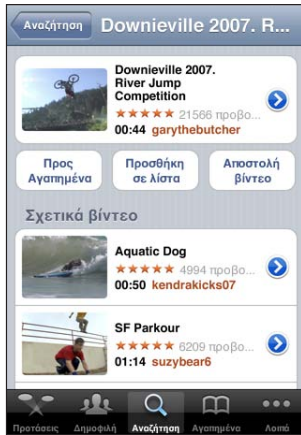 Αναζήτηση
Downieville 2007. R...
Downieville 2007.
River Jump
Competition
21566 προβο...
00:44 garythebutcher
Προς
Αγαπημένα
Προσθήκη
σε λίστα
Αποστολή
βίντεο
Σχετικά βίντεο
Aquatic Dog
4994 προβο...
00:50 kendrakicks07
SF Parkour
6209 προβο...
01:14 suzybear6
Προτάσεις
Δημοφιλή
Αναζήτηση
Αγαπημένα
Λοιπά